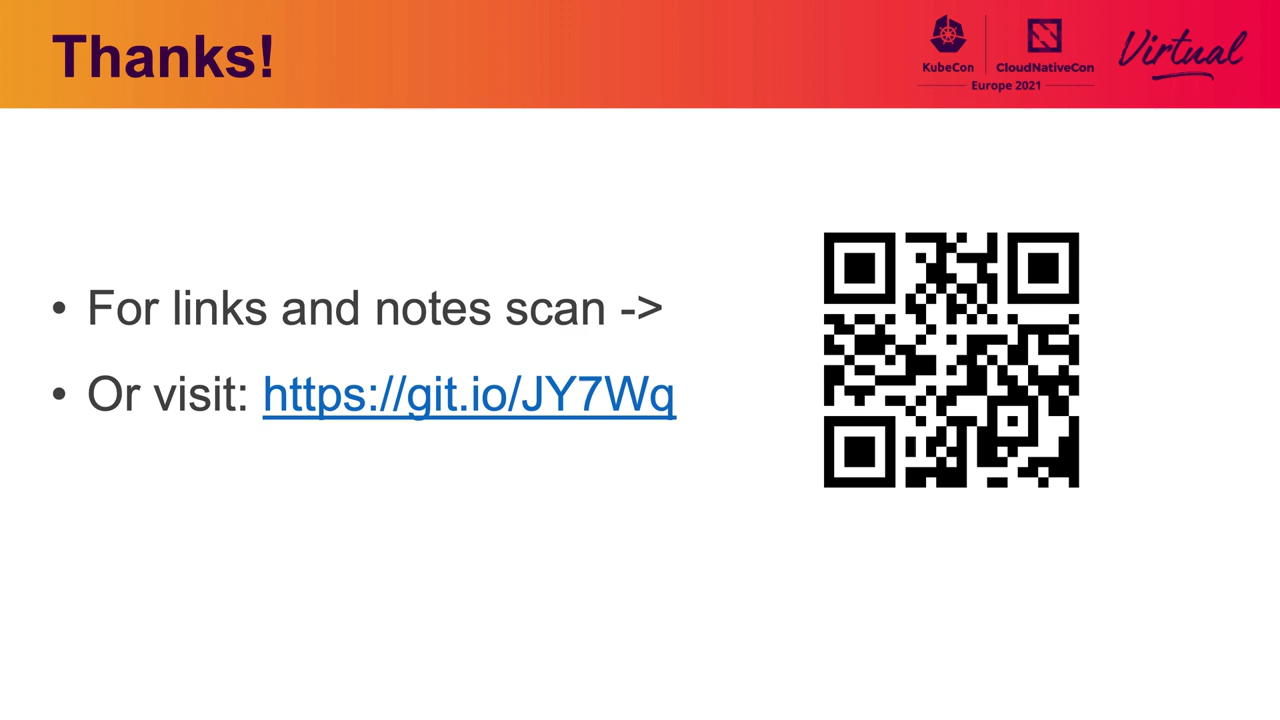 Thanks!
KubeCon CloudNativeCon
Europe 2021
Virtual
• For links and notes scan ->
• Or visit: https://git.io/JY7Wq